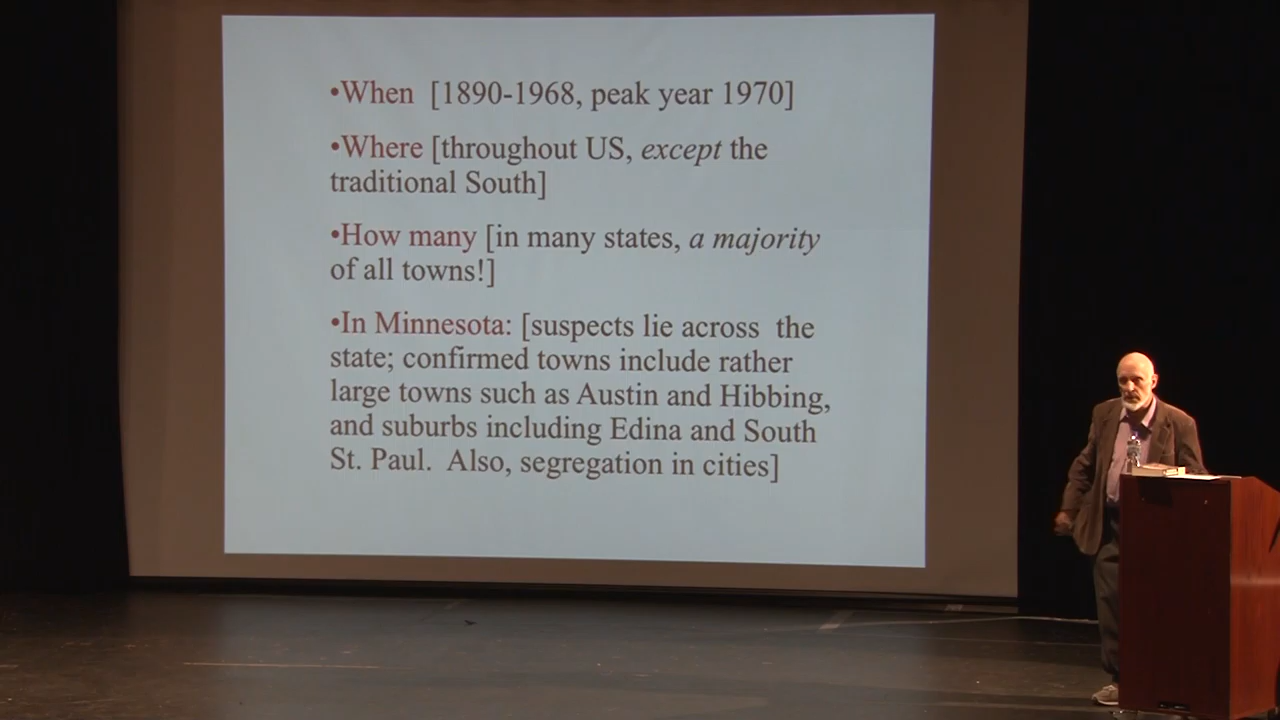 •When [1890-1968, peak year 1970]
•Where [throughout US, except the
traditional South]
•How many [in many states, a majority
of all towns!]
•In Minnesota: [suspects lie across the
state; confirmed towns include rather
large towns such as Austin and Hibbing,
and suburbs including Edina and South
St. Paul. Also, segregation in cities]